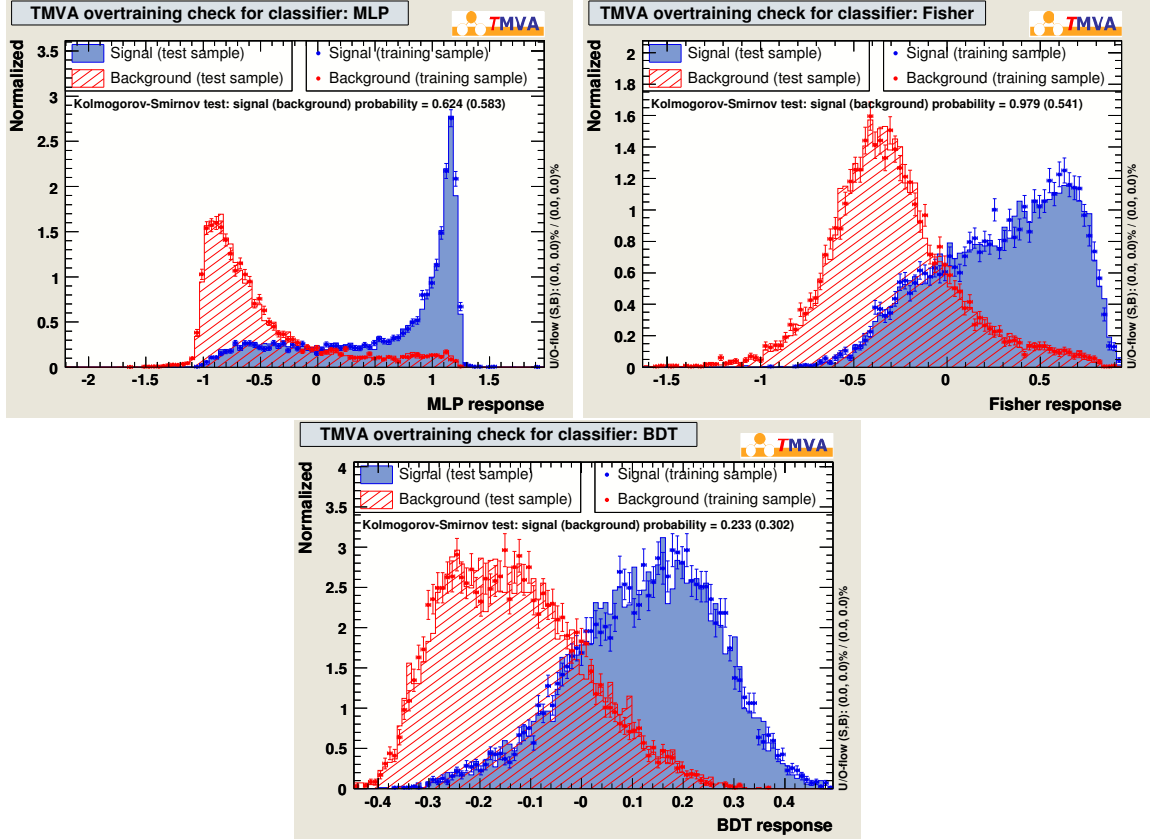 TMVA overtraining check for classifier: MLP
TMVA
Signal (test sample)
Background (test sample)
Signal (training sample)
Background (training sample)
Kolmogorov-Smirnov test: signal (background) probability = 0.624 (0.583)
Normalized
3.5
3
2.5
2
1.5
1
0.5
0
-2 -1.5 -1 -0.5 0 0.5 1 1.5
MLP response
U/O-flow (S,B): (0.0, 0.0)% / (0.0, 0.0)%
TMVA overtraining check for classifier: Fisher
TMVA
Signal (test sample)
Background (test sample)
Signal (training sample)
Background (training sample)
Kolmogorov-Smirnov test: signal (background) probability = 0.979 (0.541)
Normalized
2
1.8
1.6
1.4
1.2
1
0.8
0.6
0.4
0.2
0
-1.5 -1 -0.5 0 0.5
Fisher response
U/O-flow (S,B): (0.0, 0.0)% / (0.0, 0.0)%
TMVA overtraining check for classifier: BDT
TMVA
Signal (test sample)
Background (test sample)
Signal (training sample)
Background (training sample)
Kolmogorov-Smirnov test: signal (background) probability = 0.233 (0.302)
Normalized
4
3.5
3
2.5
2
1.5
1
0.5
0
-0.4 -0.3 -0.2 -0.1 -0 0.1 0.2 0.3 0.4
BDT response
U/O-flow (S,B): (0.0, 0.0)% / (0.0, 0.0)%